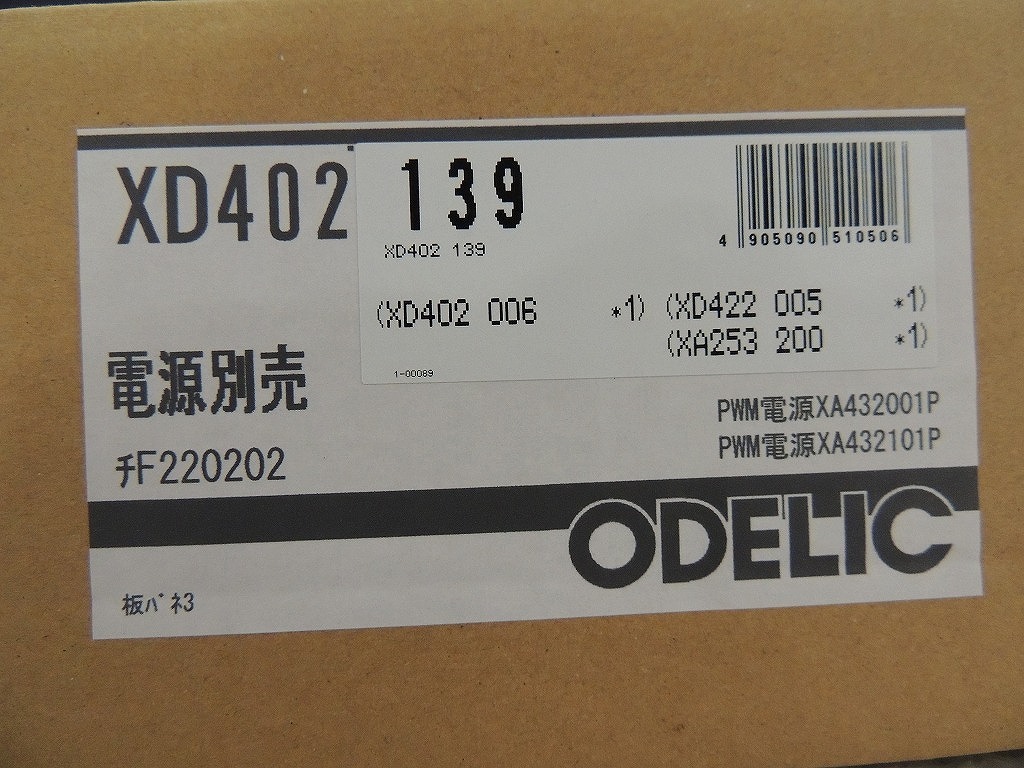 XD402 139
XD402 139
4 905090 510506
(XD402 006 *1) (XD422 005 *1)
(XA253 200 *1)
1-00089
電源別売
PWM電源XA432001P
PWM電源XA432101P
ﾁF220202
ODELIC
板ﾊﾞﾈ3